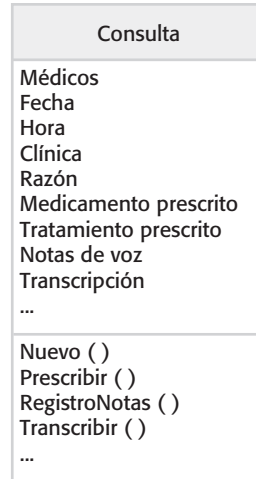 Consulta
Médicos
Fecha
Hora
Clínica
Razón
Medicamento prescrito
Tratamiento prescrito
Notas de voz
Transcripción
...
Nuevo ( )
Prescribir ( )
RegistroNotas ( )
Transcribir ( )
...